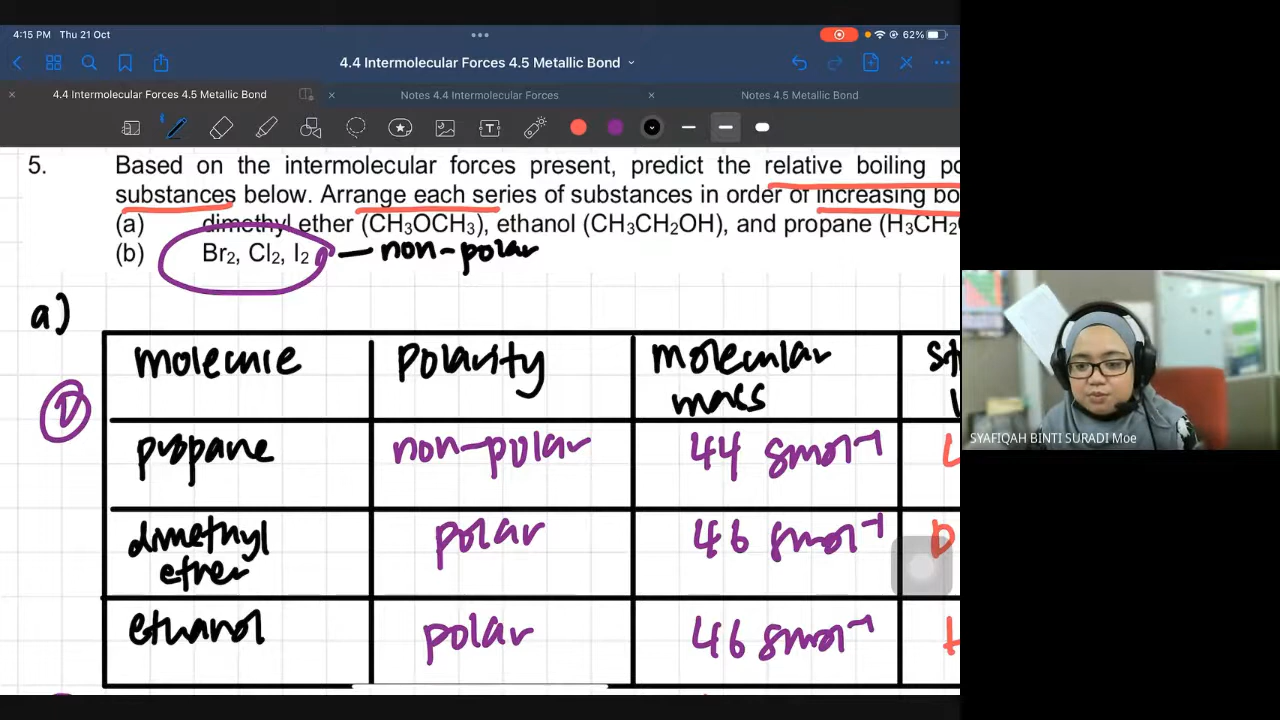 4:15 PM Thu 21 Oct
62%
4.4 Intermolecular Forces 4.5 Metallic Bond
4.4 Intermolecular Forces 4.5 Metallic Bond
Notes 4.4 Intermolecular Forces
Notes 4.5 Metallic Bond
5. Based on the intermolecular forces present, predict the relative boiling po
substances below. Arrange each series of substances in order of increasing bo
(a) dimethyl ether (CH3OCH3), ethanol (CH3CH2OH), and propane (H3CH2C
(b) Br2, Cl2, I2 — non-polar
a)
molecule polarity molecular mass
①
propane non-polar 44 gmol⁻¹ L
dimethyl ether polar 46 gmol⁻¹ D
ethanol polar 46 gmol⁻¹ H
SYAFIQAH BINTI SURADI Moe